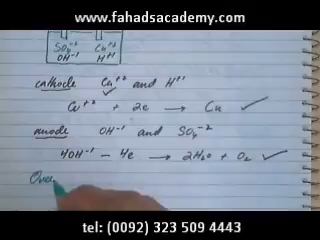 www.fahadsacademy.com
SO₄⁻² Cu⁺²
OH⁻¹ H⁺¹
cathode Cu⁺² and H⁺¹
Cu⁺² + 2e → Cu ✓
anode OH⁻¹ and SO₄⁻²
4OH⁻¹ — 4e → 2H₂O + O₂ ✓
Over
tel: (0092) 323 509 4443